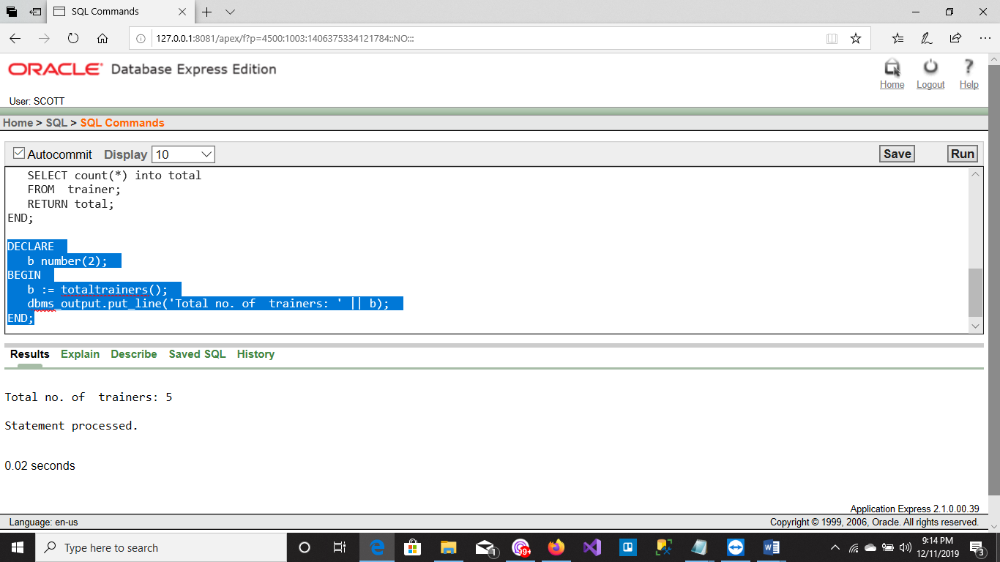 SQL Commands
127.0.0.1:8081/apex/f?p=4500:1003:1406375334121784::NO:::
ORACLE Database Express Edition
Home Logout Help
User: SCOTT
Home > SQL > SQL Commands
Autocommit Display 10 Save Run
SELECT count(*) into total
FROM  trainer;
RETURN total;
END;
DECLARE
b number(2);
BEGIN
b := totaltrainers();
dbms_output.put_line('Total no. of  trainers: ' || b);
END;
Results Explain Describe Saved SQL History
Total no. of  trainers: 5
Statement processed.
0.02 seconds
Application Express 2.1.0.00.39
Language: en-us Copyright © 1999, 2006, Oracle. All rights reserved.
Type here to search 1 9+ 9:14 PM
12/11/2019 3